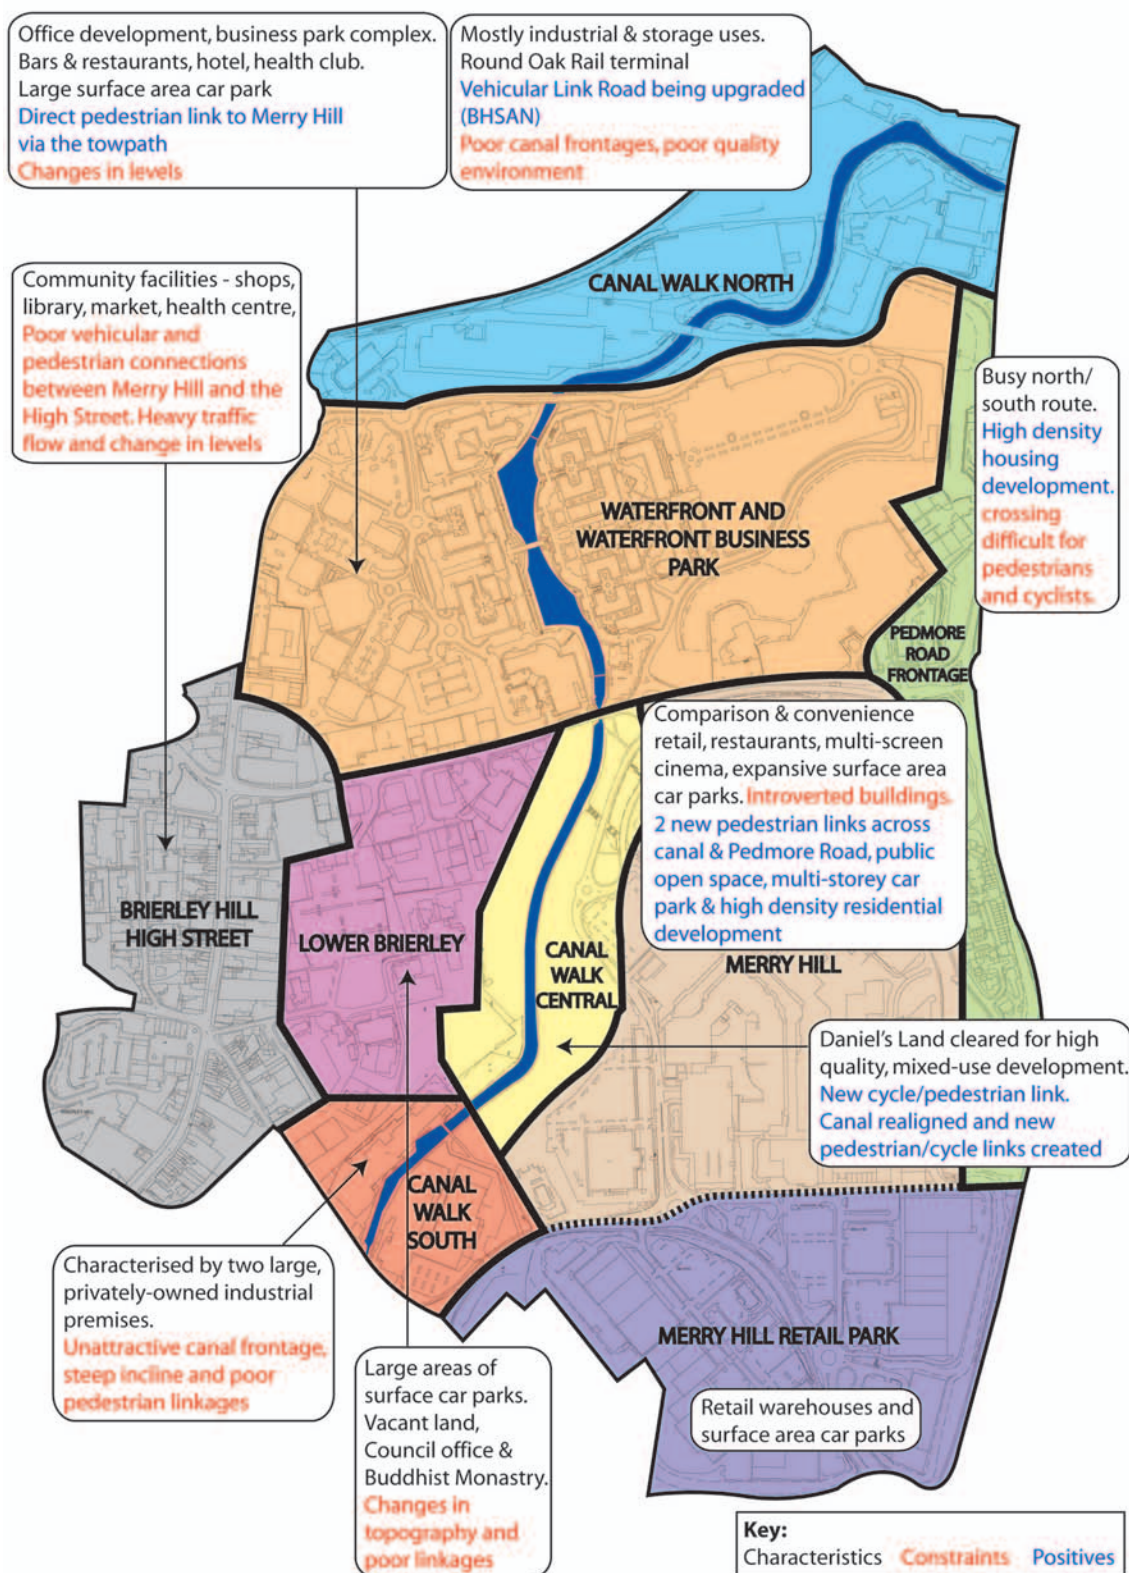 Office development, business park complex.
Bars & restaurants, hotel, health club.
Large surface area car park
Direct pedestrian link to Merry Hill
via the towpath
Changes in levels
Mostly industrial & storage uses.
Round Oak Rail terminal
Vehicular Link Road being upgraded
(BHSAN)
Poor canal frontages, poor quality
environment
Community facilities - shops,
library, market, health centre,
Poor vehicular and
pedestrian connections
between Merry Hill and the
High Street. Heavy traffic
flow and change in levels
CANAL WALK NORTH
Busy north/
south route.
High density
housing
development.
crossing
difficult for
pedestrians
and cyclists.
WATERFRONT AND
WATERFRONT BUSINESS
PARK
PEDMORE
ROAD
FRONTAGE
Comparison & convenience
retail, restaurants, multi-screen
cinema, expansive surface area
car parks. Introverted buildings.
2 new pedestrian links across
canal & Pedmore Road, public
open space, multi-storey car
park & high density residential
development
BRIERLEY HILL
HIGH STREET
LOWER BRIERLEY
CANAL
WALK
CENTRAL
MERRY HILL
Daniel's Land cleared for high
quality, mixed-use development.
New cycle/pedestrian link.
Canal realigned and new
pedestrian/cycle links created
CANAL
WALK
SOUTH
Characterised by two large,
privately-owned industrial
premises.
Unattractive canal frontage,
steep incline and poor
pedestrian linkages
Large areas of
surface car parks.
Vacant land,
Council office &
Buddhist Monastry.
Changes in
topography and
poor linkages
MERRY HILL RETAIL PARK
Retail warehouses and
surface area car parks
Key:
Characteristics Constraints Positives